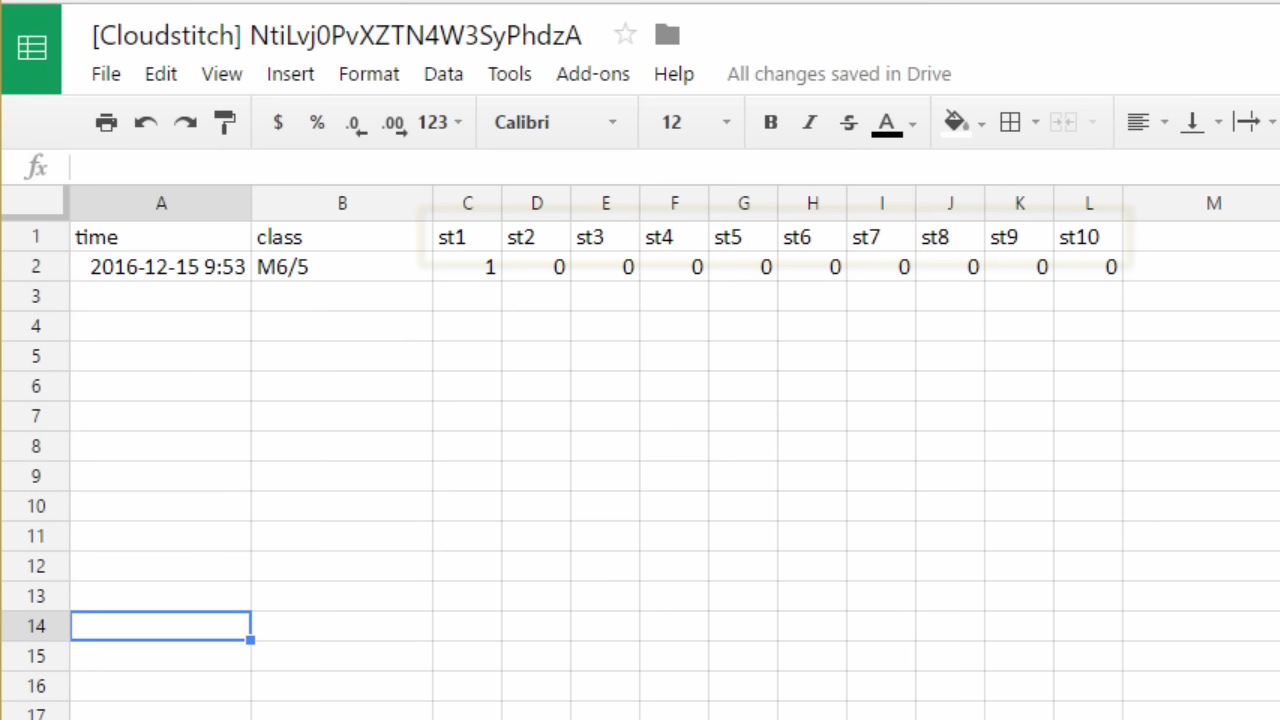 [Cloudstitch] NtiLvj0PvXZTN4W3SyPhdzA
File Edit View Insert Format Data Tools Add-ons Help All changes saved in Drive
$ % .0 .00 123 Calibri 12 B I S A
fx
A B C D E F G H I J K L M
1 time class st1 st2 st3 st4 st5 st6 st7 st8 st9 st10
2 2016-12-15 9:53 M6/5 1 0 0 0 0 0 0 0 0 0
3
4
5
6
7
8
9
10
11
12
13
14
15
16
17